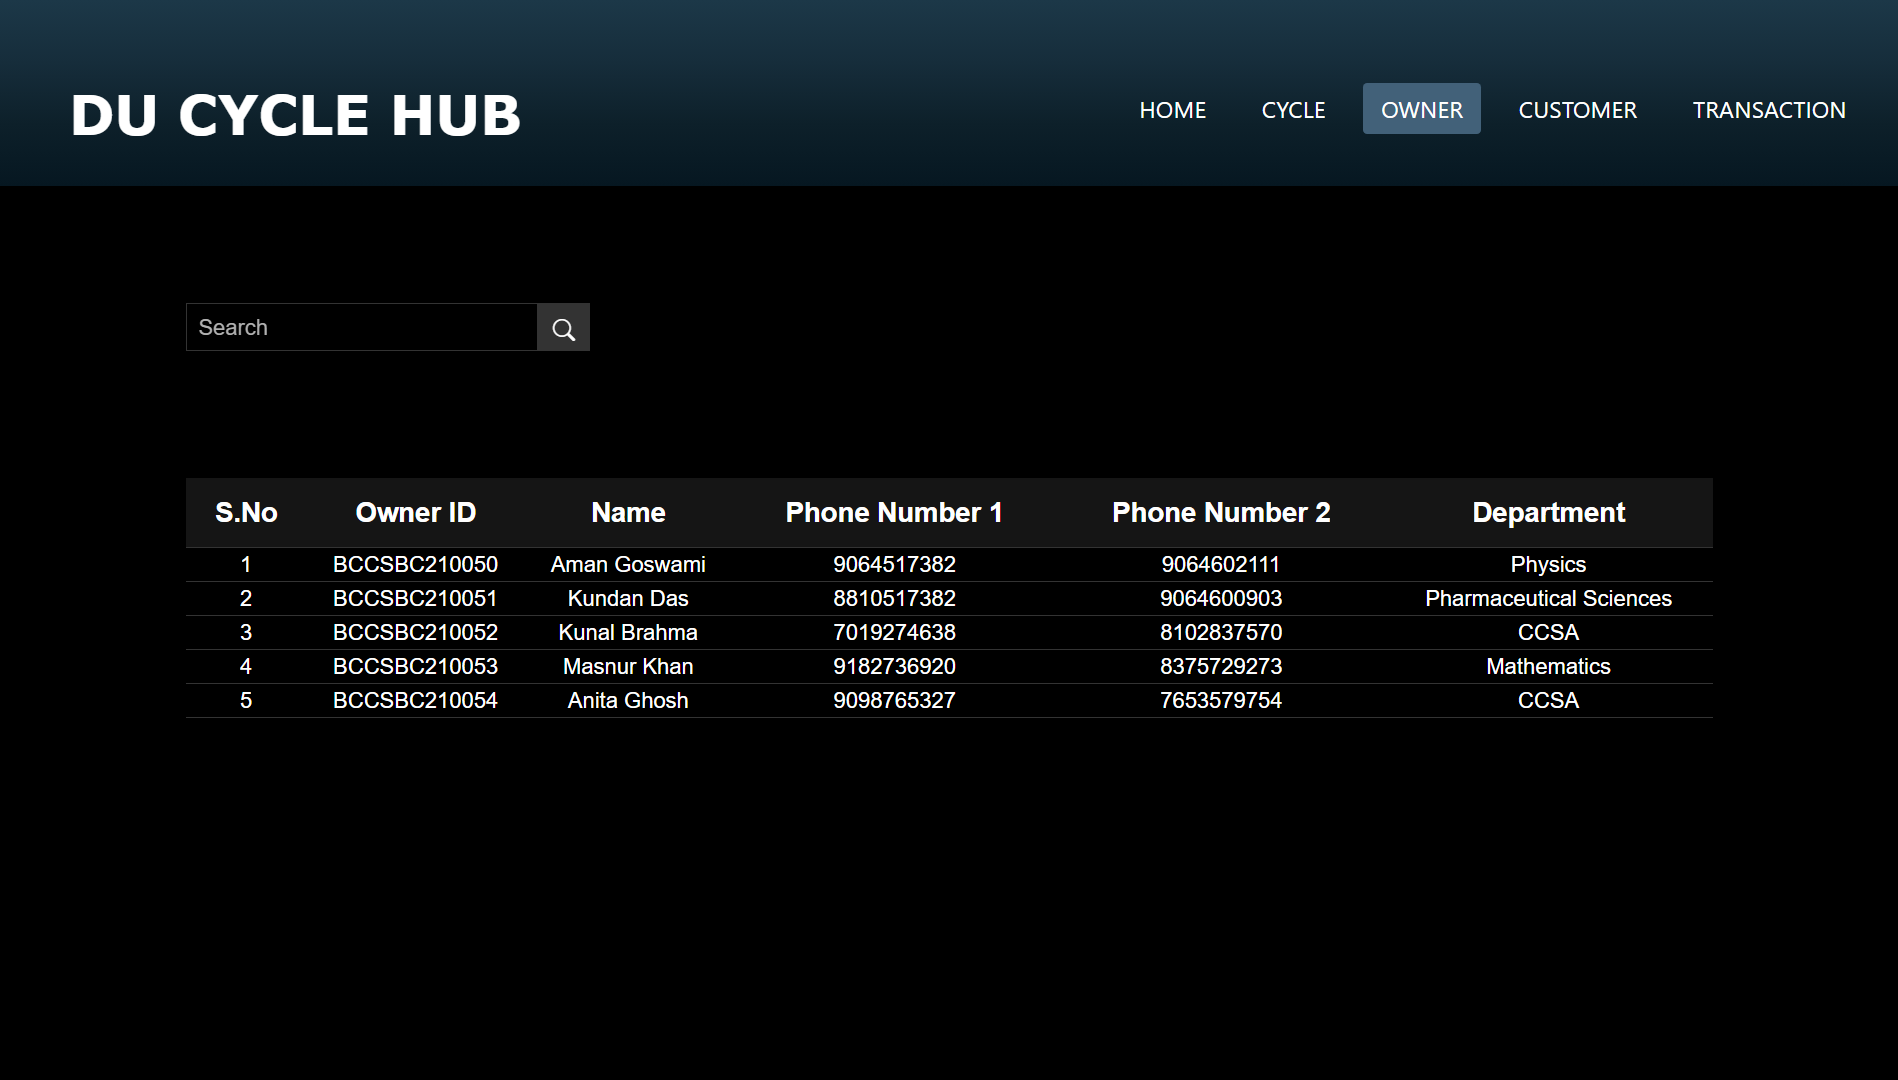 DU CYCLE HUB
HOME CYCLE OWNER CUSTOMER TRANSACTION
Search
S.No Owner ID Name Phone Number 1 Phone Number 2 Department
1 BCCSBC210050 Aman Goswami 9064517382 9064602111 Physics
2 BCCSBC210051 Kundan Das 8810517382 9064600903 Pharmaceutical Sciences
3 BCCSBC210052 Kunal Brahma 7019274638 8102837570 CCSA
4 BCCSBC210053 Masnur Khan 9182736920 8375729273 Mathematics
5 BCCSBC210054 Anita Ghosh 9098765327 7653579754 CCSA